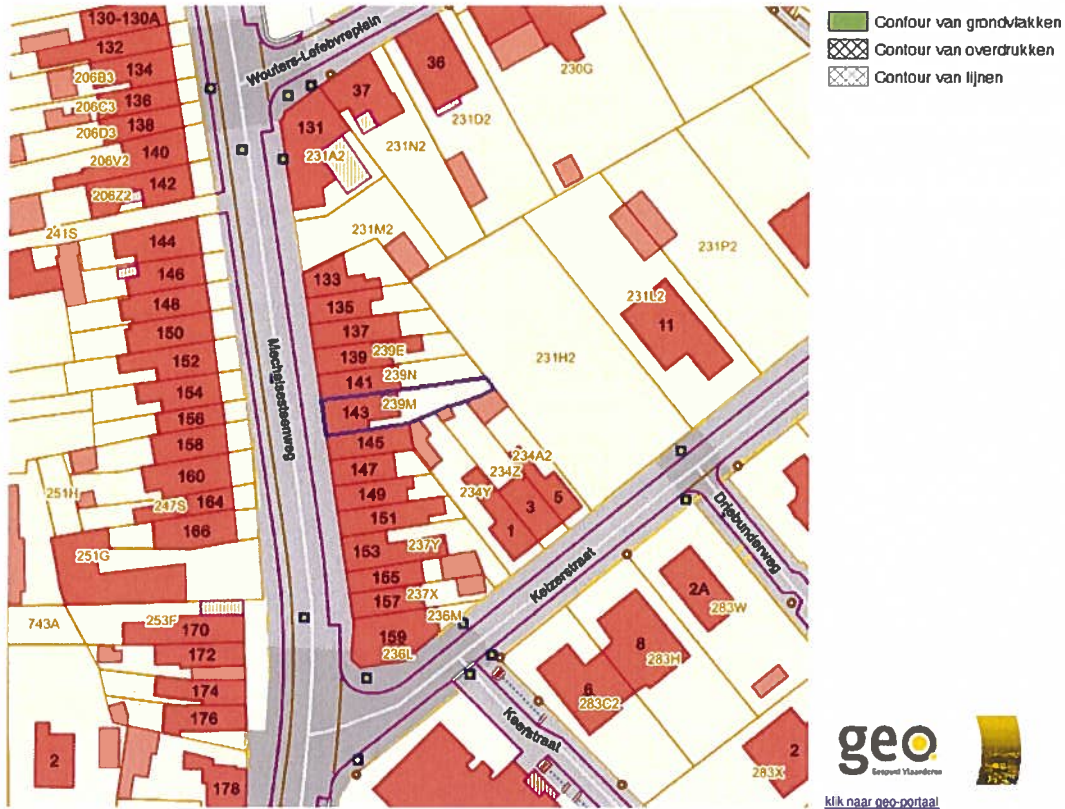 130-130A
132
134
206B3
136
206C3
138
206D3
140
206V2
142
206Z2
241S
144
146
148
150
152
154
156
158
160
251H
164
247S
166
251G
743A
253F
170
172
174
176
2
178
Wouters-Lefebvreplein
36
37
131
231A2
231N2
231D2
230G
231M2
133
135
137
139
239E
239N
141
143
239M
145
147
149
151
153
237Y
155
237X
157
236M
159
236L
Mechelsesteenweg
231H2
231L2
11
231P2
234A2
234Z
234Y
5
3
1
Keizerstraat
Driebunderweg
2A
283W
8
283H
6
283C2
Keerstraat
2
283X
Contour van grondvlakken
Contour van overdrukken
Contour van lijnen
geo
Geopunt Vlaanderen
klik naar geo-portaal